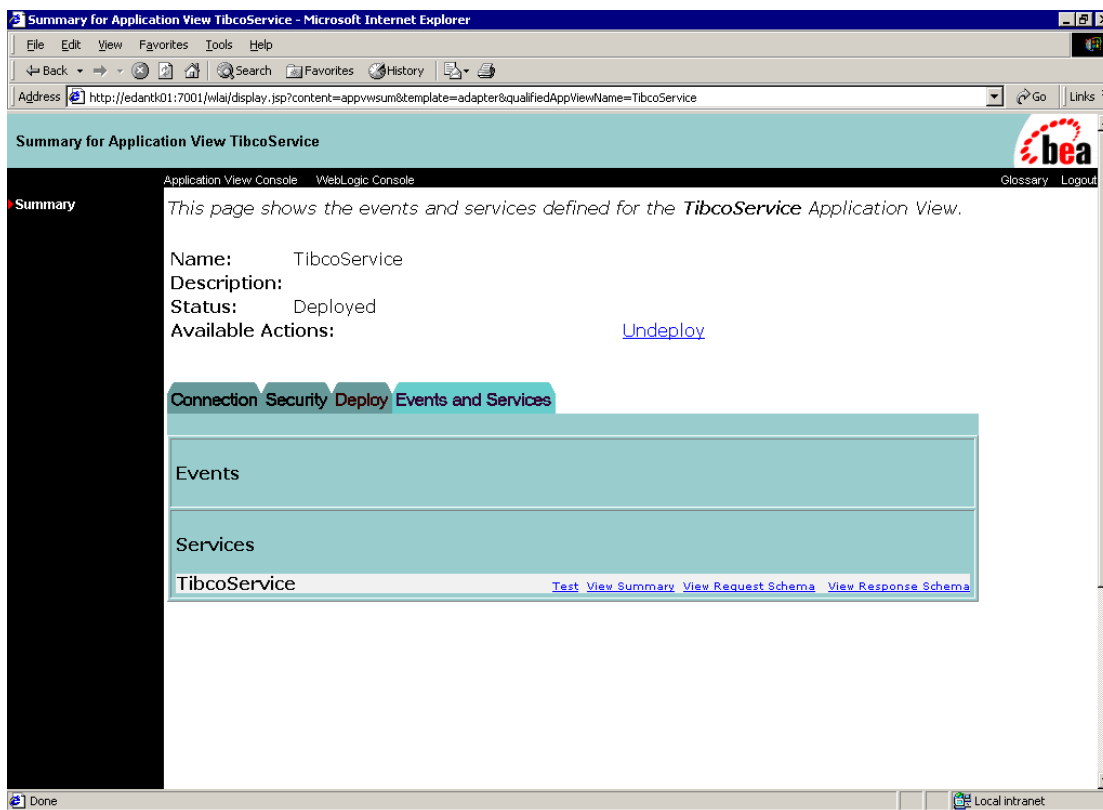 Summary for Application View TibcoService - Microsoft Internet Explorer
File Edit View Favorites Tools Help
Back Search Favorites History
Address http://edantk01:7001/wlai/display.jsp?content=appvwsum&template=adapter&qualifiedAppViewName=TibcoService Go Links
Summary for Application View TibcoService
bea
Application View Console WebLogic Console Glossary Logout
Summary
This page shows the events and services defined for the TibcoService Application View.
Name: TibcoService
Description:
Status: Deployed
Available Actions: Undeploy
Connection Security Deploy Events and Services
Events
Services
TibcoService Test View Summary View Request Schema View Response Schema
Done Local intranet